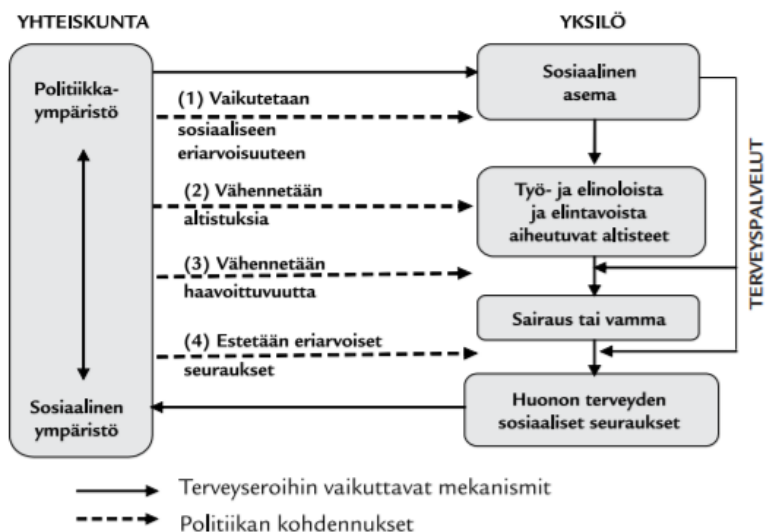 YHTEISKUNTA
YKSILÖ
Politiikka-
ympäristö
Sosiaalinen
ympäristö
(1) Vaikutetaan
sosiaaliseen
eriarvoisuuteen
(2) Vähennetään
altistuksia
(3) Vähennetään
haavoittuvuutta
(4) Estetään eriarvoiset
seuraukset
Sosiaalinen
asema
Työ- ja elinoloista
ja elintavoista
aiheutuvat altisteet
Sairaus tai vamma
Huonon terveyden
sosiaaliset seuraukset
TERVEYSPALVELUT
Terveyseroihin vaikuttavat mekanismit
Politiikan kohdennukset